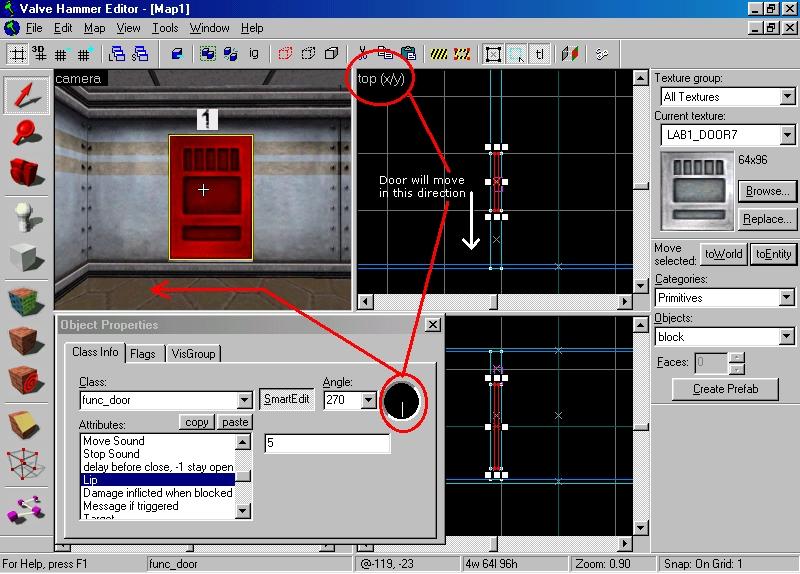 Valve Hammer Editor - [Map1]
File Edit Map View Tools Window Help
3D ig tl
camera
1
top (x/y)
Door will move
in this direction
Texture group:
All Textures
Current texture:
LAB1_DOOR7
64x96
Browse...
Replace...
Move
selected:
toWorld
toEntity
Categories:
Primitives
Objects:
block
Faces: 0
Create Prefab
Object Properties
Class Info Flags VisGroup
Class:
func_door
SmartEdit
Angle:
270
Attributes:
copy paste
Move Sound
Stop Sound
delay before close, -1 stay open
Lip
Damage inflicted when blocked
Message if triggered
Target
5
For Help, press F1 func_door @-119, -23 4w 64l 96h Zoom: 0.90 Snap: On Grid: 1